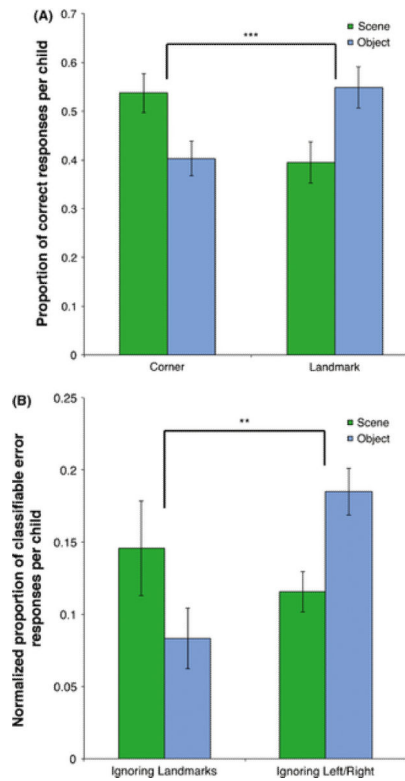 (A)
***
Scene
Object
0.7
0.6
0.5
0.4
0.3
0.2
0.1
0
Proportion of correct responses per child
Corner
Landmark
(B)
**
Scene
Object
0.25
0.2
0.15
0.1
0.05
0
Normalized proportion of classifiable error
responses per child
Ignoring Landmarks
Ignoring Left/Right